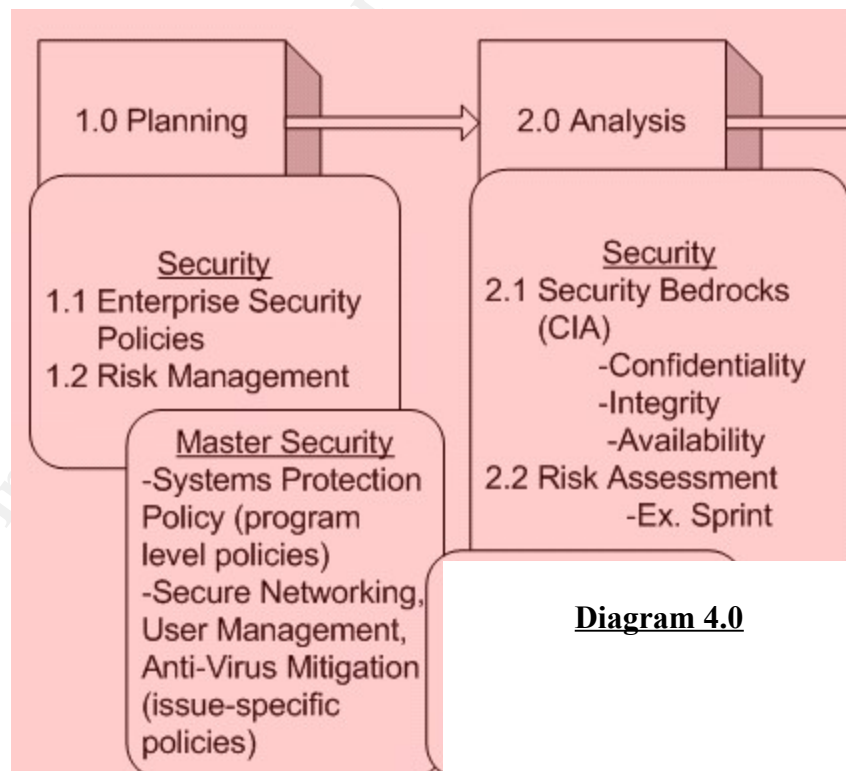 1.0 Planning
2.0 Analysis
Security
1.1 Enterprise Security
Policies
1.2 Risk Management
Master Security
-Systems Protection
Policy (program
level policies)
-Secure Networking,
User Management,
Anti-Virus Mitigation
(issue-specific
policies)
Security
2.1 Security Bedrocks
(CIA)
-Confidentiality
-Integrity
-Availability
2.2 Risk Assessment
-Ex. Sprint
Diagram 4.0